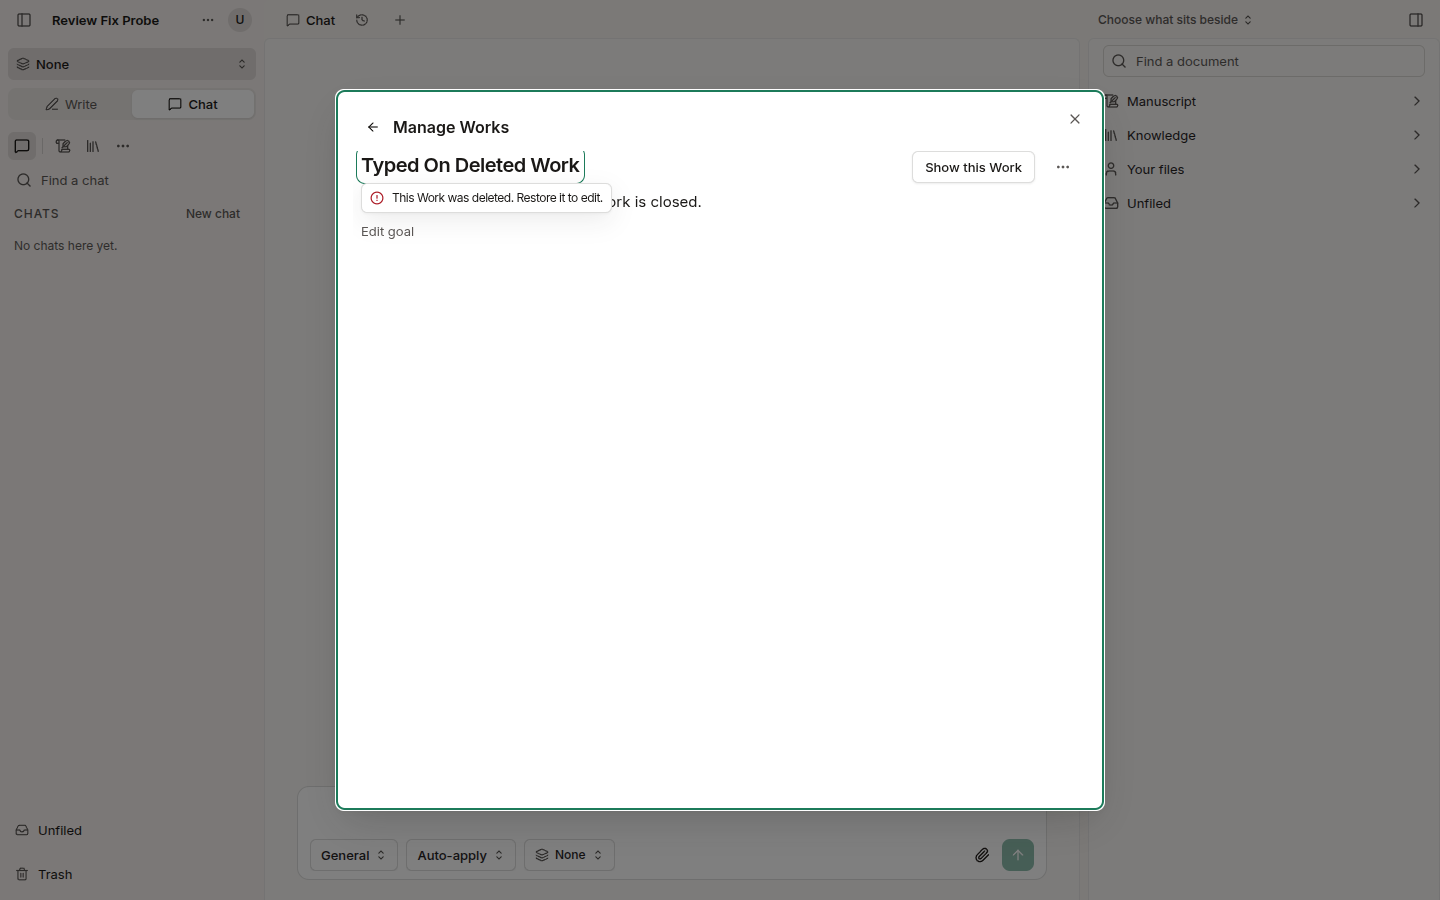 Review Fix Probe
U
Chat
Choose what sits beside
None
Write
Chat
Find a chat
CHATS
New chat
No chats here yet.
Unfiled
Trash
Manage Works
Typed On Deleted Work
Show this Work
This Work was deleted. Restore it to edit.
is closed.
Edit goal
General
Auto-apply
None
Find a document
Manuscript
Knowledge
Your files
Unfiled